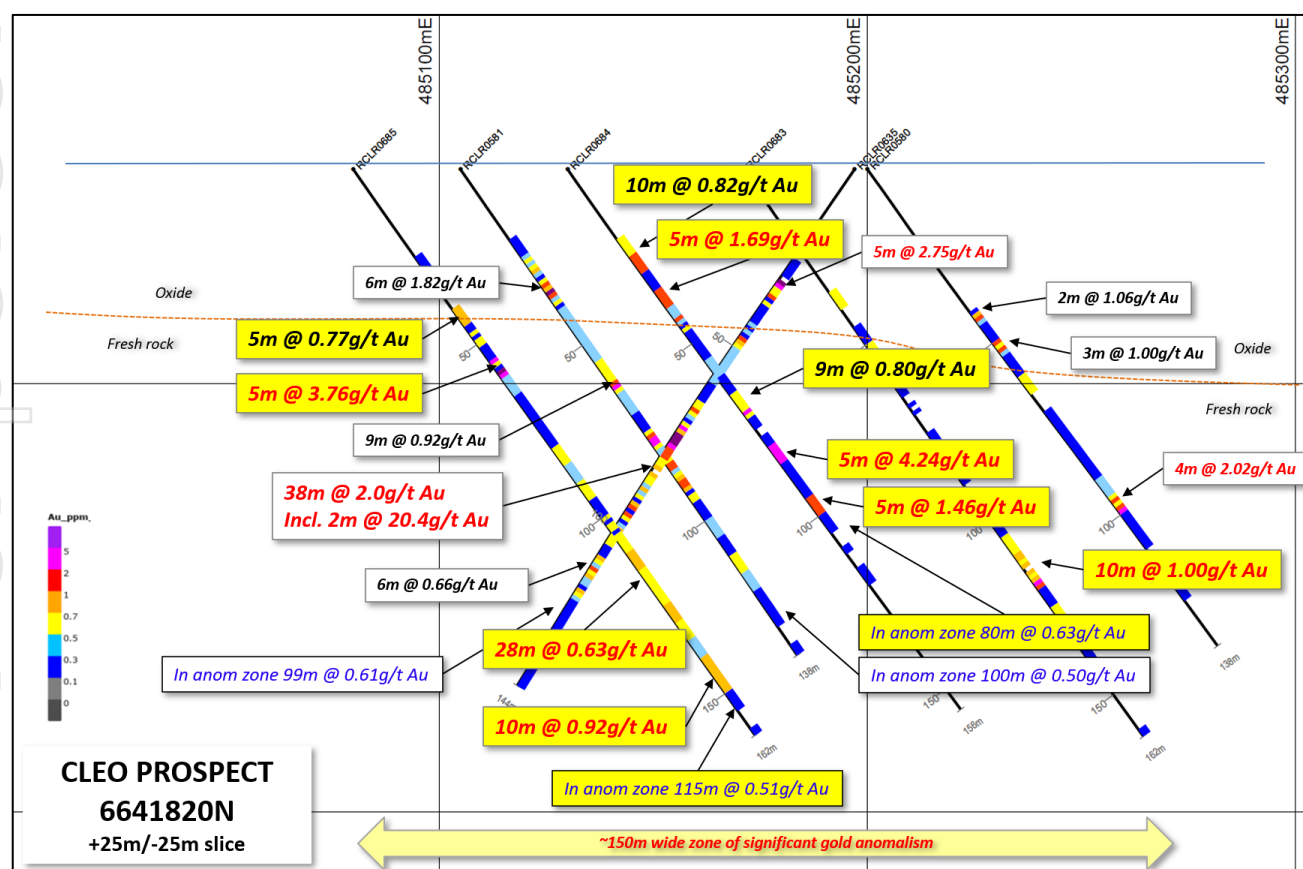 485100mE
485200mE
485300mE
RCLR0685
RCLR0581
RCLR0684
RCLR0683
RCLR0635
RCLR0580
10m @ 0.82g/t Au
5m @ 1.69g/t Au
5m @ 2.75g/t Au
6m @ 1.82g/t Au
2m @ 1.06g/t Au
Oxide
Fresh rock
5m @ 0.77g/t Au
3m @ 1.00g/t Au
Oxide
50
50
50
50
9m @ 0.80g/t Au
5m @ 3.76g/t Au
Fresh rock
9m @ 0.92g/t Au
5m @ 4.24g/t Au
4m @ 2.02g/t Au
38m @ 2.0g/t Au
Incl. 2m @ 20.4g/t Au
5m @ 1.46g/t Au
100
100
100
100
100
Au_ppm_
5
2
1
0.7
0.5
0.3
0.1
0
6m @ 0.66g/t Au
10m @ 1.00g/t Au
In anom zone 80m @ 0.63g/t Au
28m @ 0.63g/t Au
In anom zone 99m @ 0.61g/t Au
In anom zone 100m @ 0.50g/t Au
138m
138m
144m
150
150
150
156m
10m @ 0.92g/t Au
162m
162m
In anom zone 115m @ 0.51g/t Au
CLEO PROSPECT
6641820N
+25m/-25m slice
~150m wide zone of significant gold anomalism